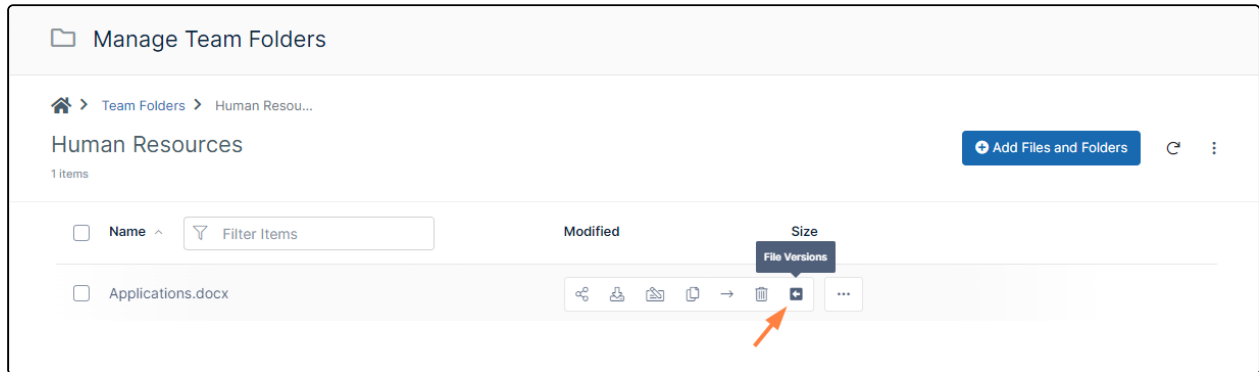 Manage Team Folders
Team Folders Human Resou...
Human Resources
Add Files and Folders
1 items
Name Filter Items Modified Size
File Versions
Applications.docx